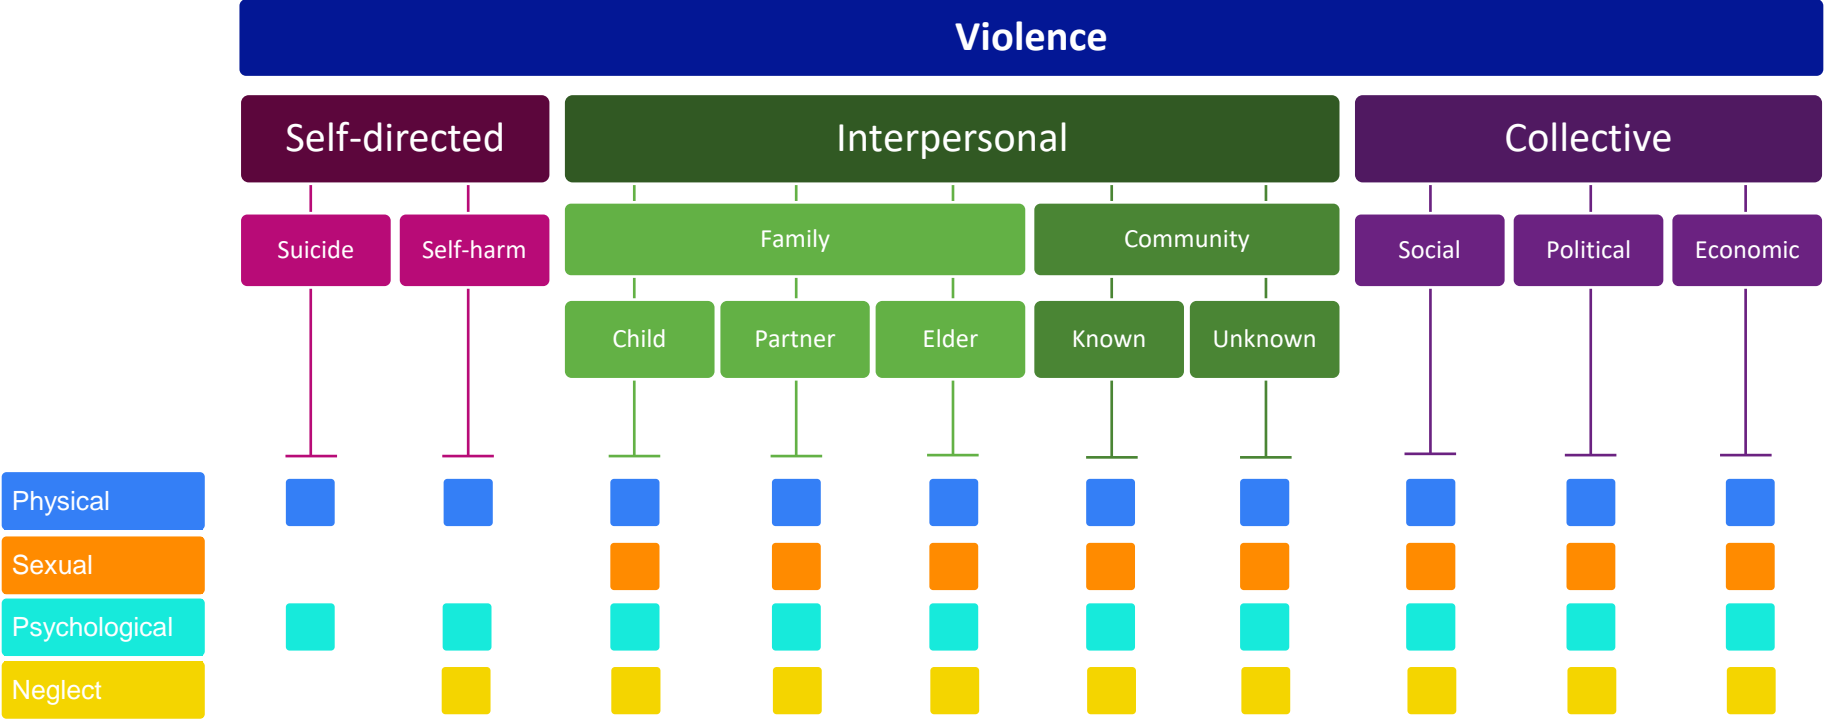 Violence
Self-directed
Interpersonal
Collective
Suicide
Self-harm
Family
Community
Social
Political
Economic
Child
Partner
Elder
Known
Unknown
Physical
Sexual
Psychological
Neglect